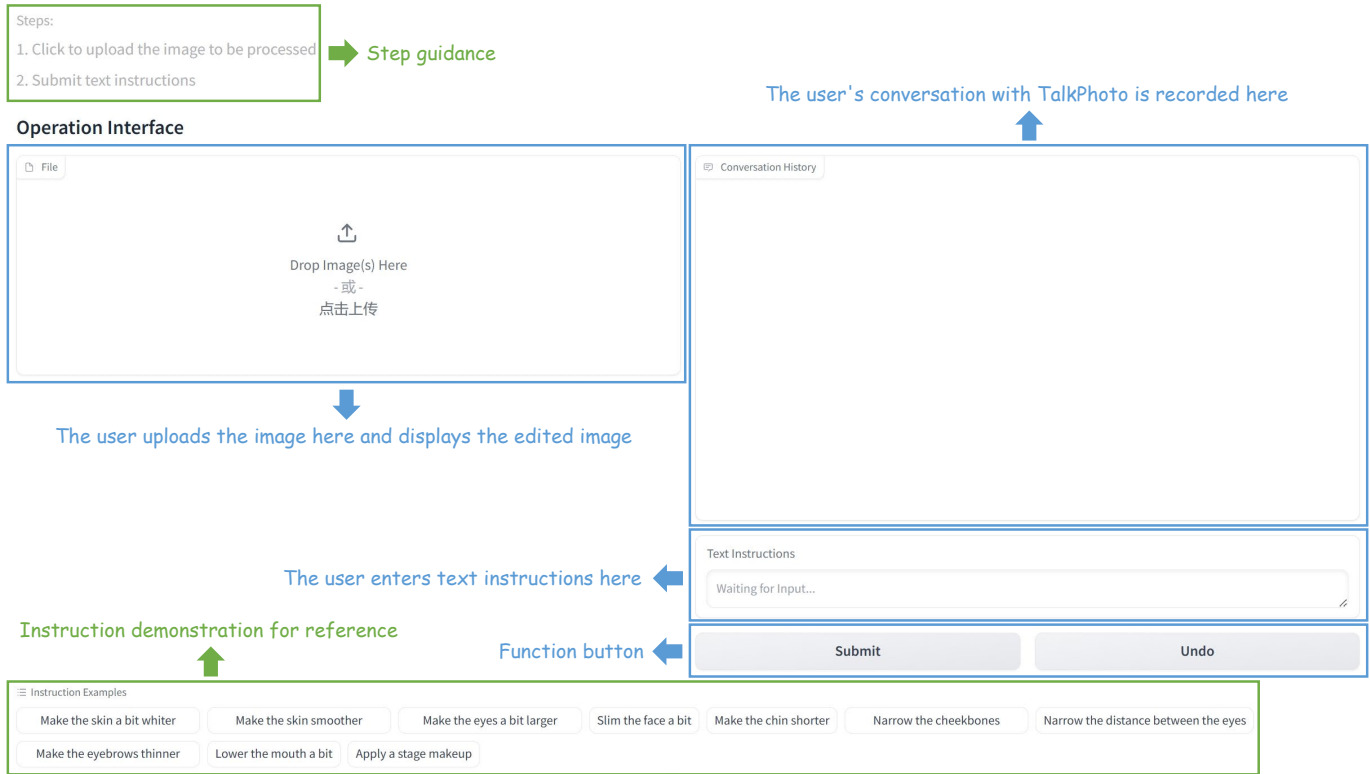 Steps:
1. Click to upload the image to be processed
2. Submit text instructions
Step guidance
The user's conversation with TalkPhoto is recorded here
Operation Interface
File
Drop Image(s) Here
- 或 -
点击上传
The user uploads the image here and displays the edited image
Conversation History
Text Instructions
Waiting for Input...
The user enters text instructions here
Submit
Undo
Function button
Instruction demonstration for reference
Instruction Examples
Make the skin a bit whiter
Make the skin smoother
Make the eyes a bit larger
Slim the face a bit
Make the chin shorter
Narrow the cheekbones
Narrow the distance between the eyes
Make the eyebrows thinner
Lower the mouth a bit
Apply a stage makeup